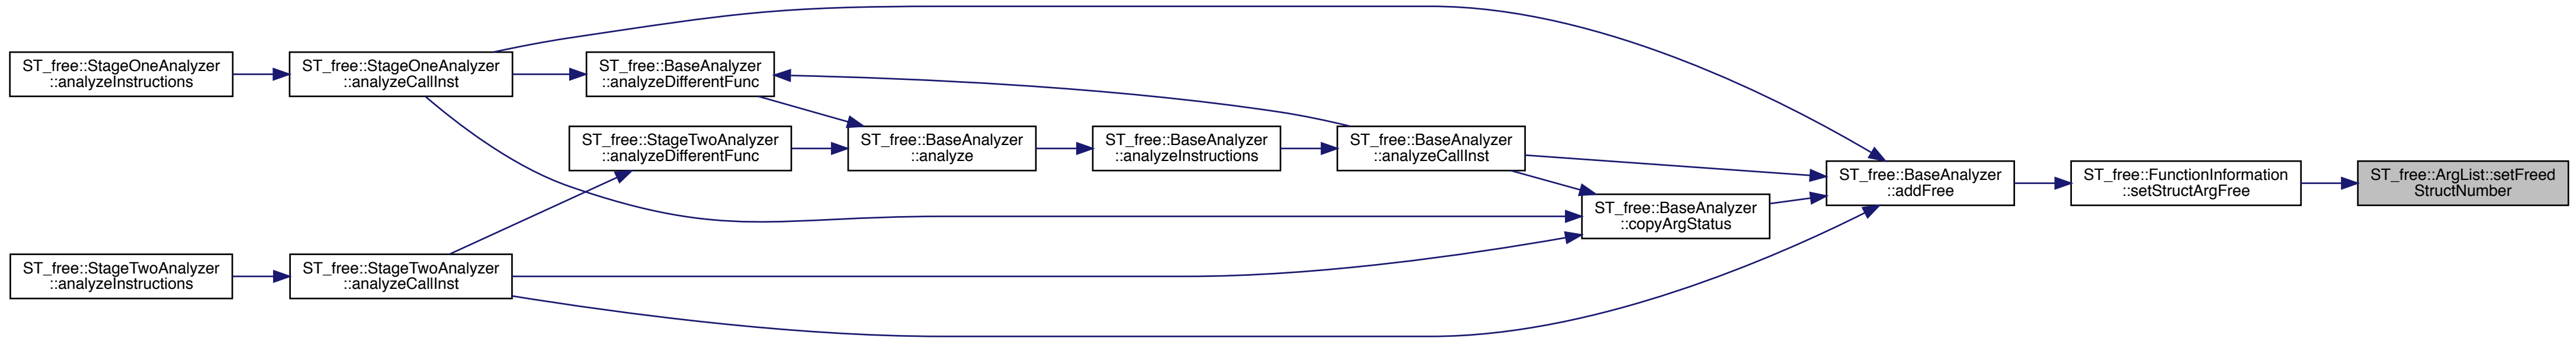 ST_free::StageOneAnalyzer
::analyzeInstructions
ST_free::StageOneAnalyzer
::analyzeCallInst
ST_free::BaseAnalyzer
::analyzeDifferentFunc
ST_free::StageTwoAnalyzer
::analyzeDifferentFunc
ST_free::BaseAnalyzer
::analyze
ST_free::BaseAnalyzer
::analyzeInstructions
ST_free::BaseAnalyzer
::analyzeCallInst
ST_free::BaseAnalyzer
::addFree
ST_free::FunctionInformation
::setStructArgFree
ST_free::ArgList::setFreed
StructNumber
ST_free::BaseAnalyzer
::copyArgStatus
ST_free::StageTwoAnalyzer
::analyzeInstructions
ST_free::StageTwoAnalyzer
::analyzeCallInst